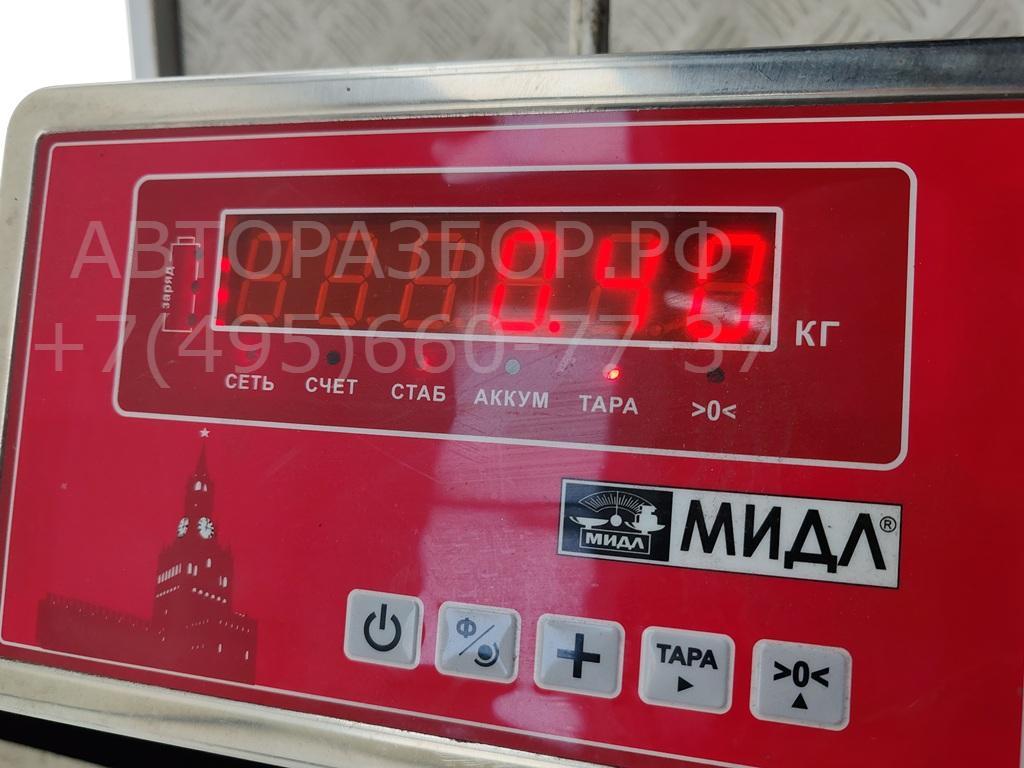 АВТОРАЗБОР.РФ
+7(495)660-77-37
заряд
0.40
КГ
СЕТЬ СЧЕТ СТАБ АККУМ ТАРА >0<
МИДЛ
МИДЛ®
Ф
ТАРА
>0<